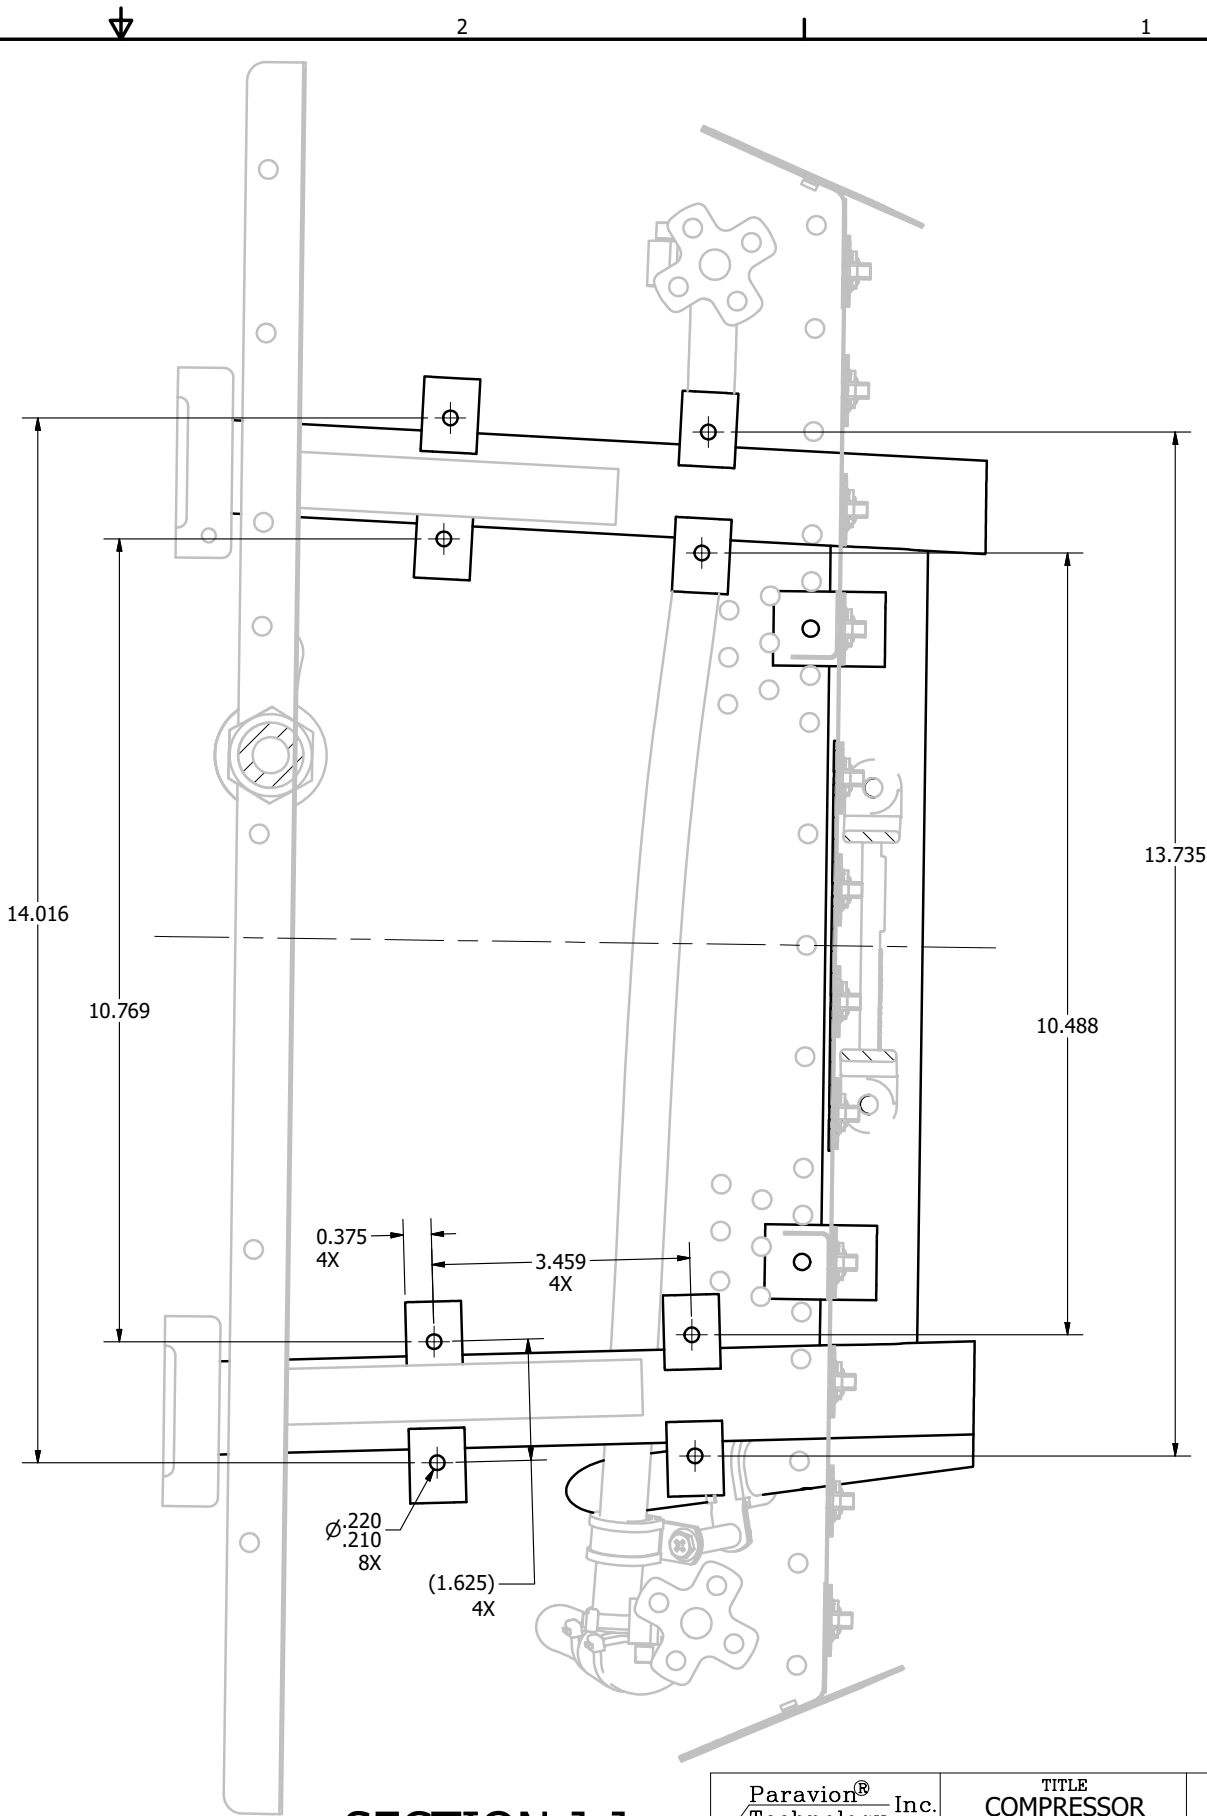 2 1
14.016
10.769
13.735
10.488
0.375
4X
3.459
4X
Ø.220
.210
8X
(1.625)
4X
Paravion® Inc.
TITLE
COMPRESSOR